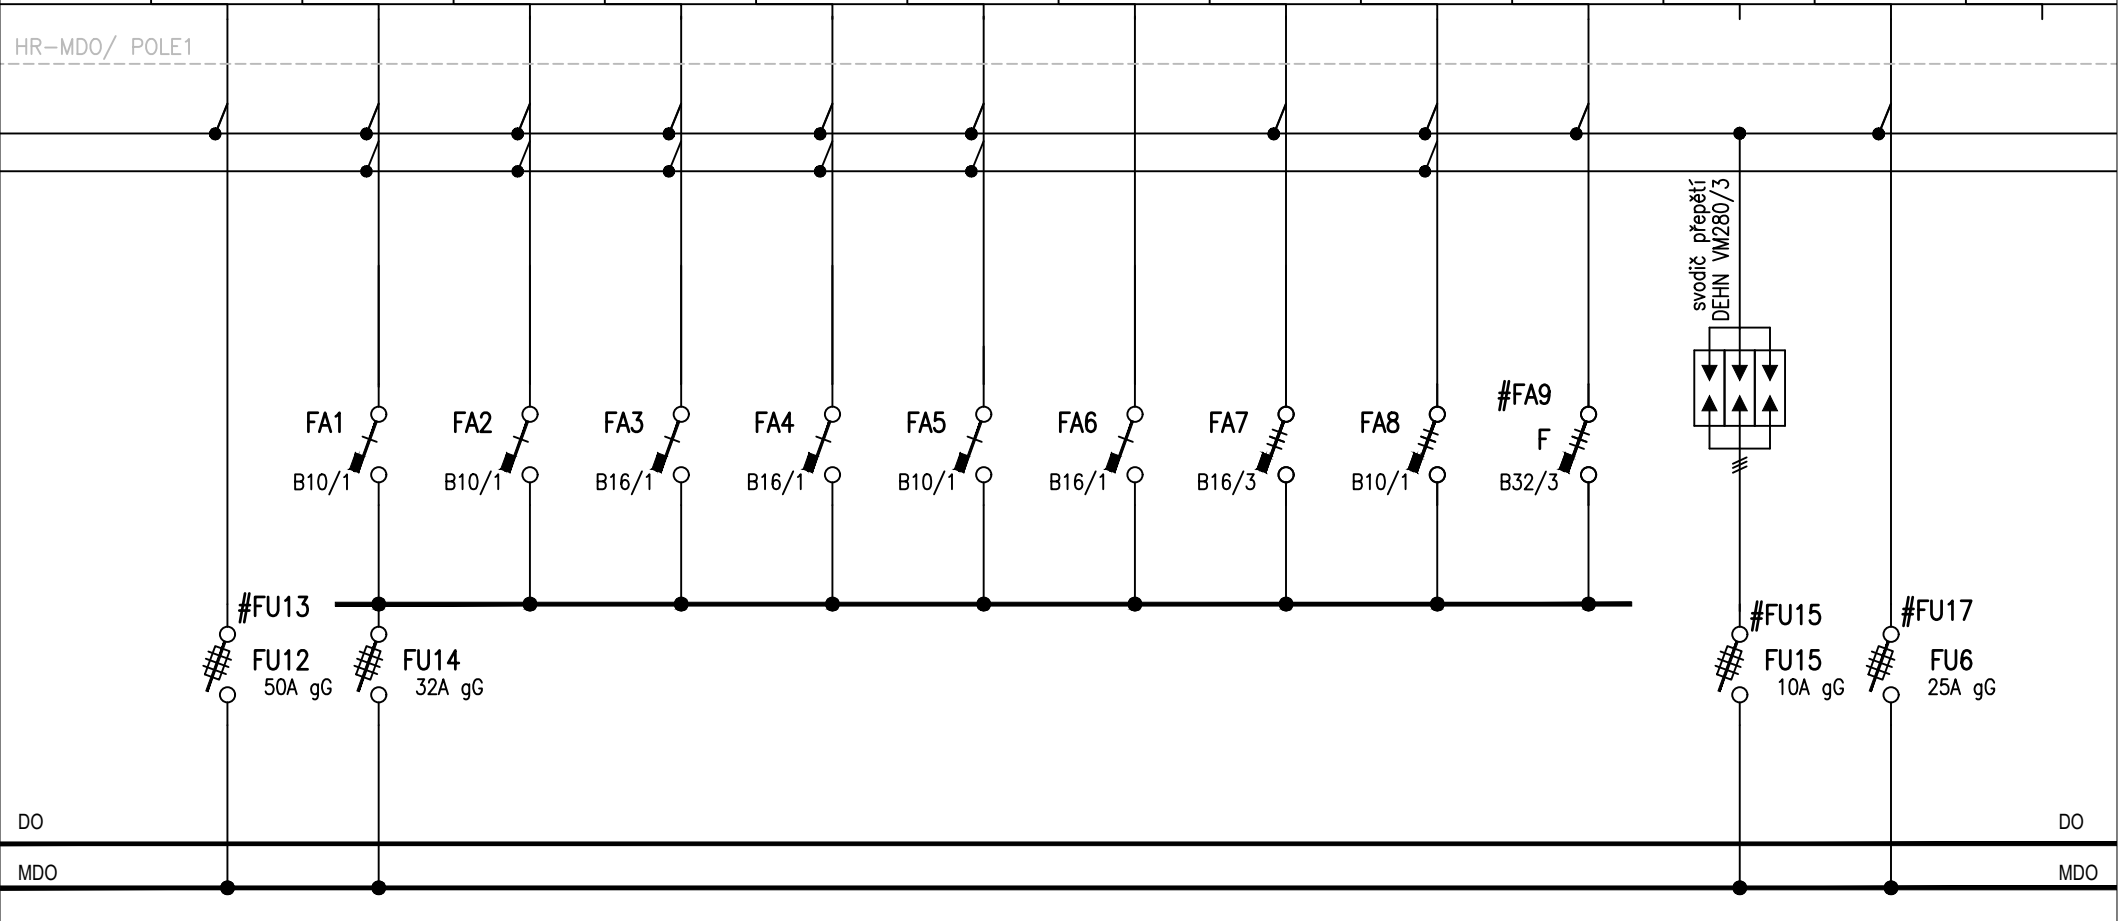 HR-MDO/ POLE1
svodič přepětí
DEHN VM280/3
#FA9
FA1
FA2
FA3
FA4
FA5
FA6
FA7
FA8
F
B10/1
B10/1
B16/1
B16/1
B10/1
B16/1
B16/3
B10/1
B32/3
#FU13
#FU15
#FU17
FU12
FU14
FU15
FU6
50A gG
32A gG
10A gG
25A gG
DO
DO
MDO
MDO